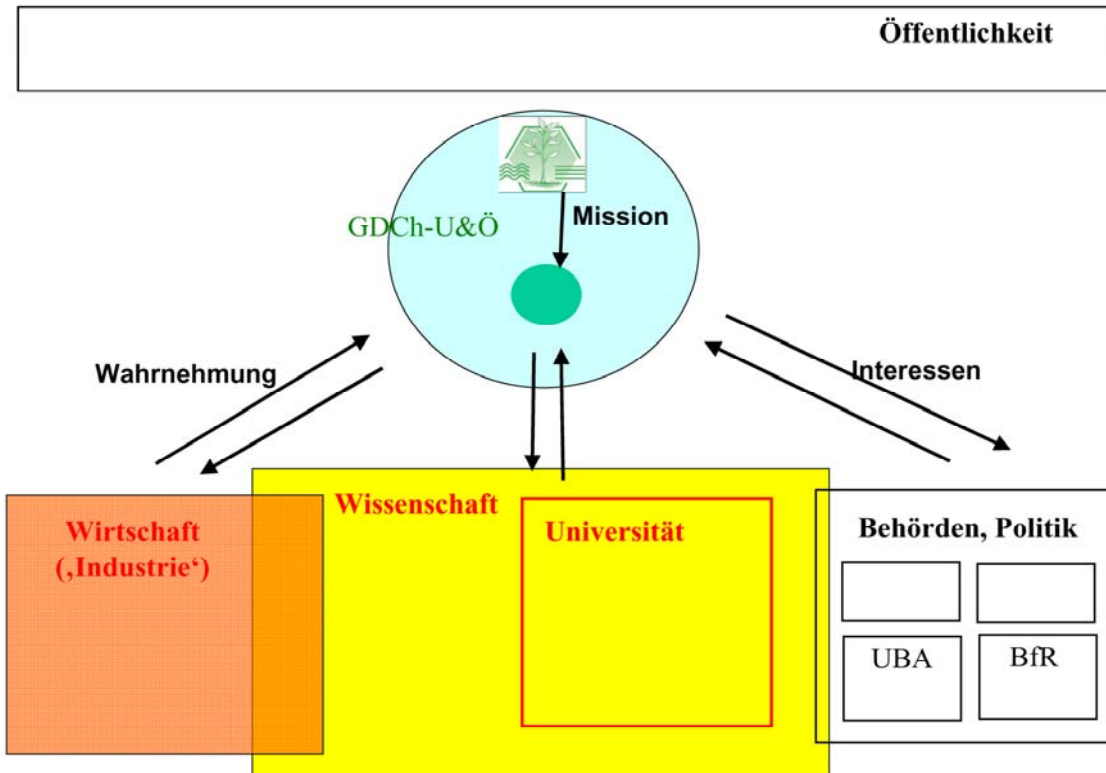 Öffentlichkeit
GDCh-U&Ö
Mission
Wahrnehmung
Interessen
Wirtschaft
(‚Industrie‘)
Wissenschaft
Universität
Behörden, Politik
UBA
BfR